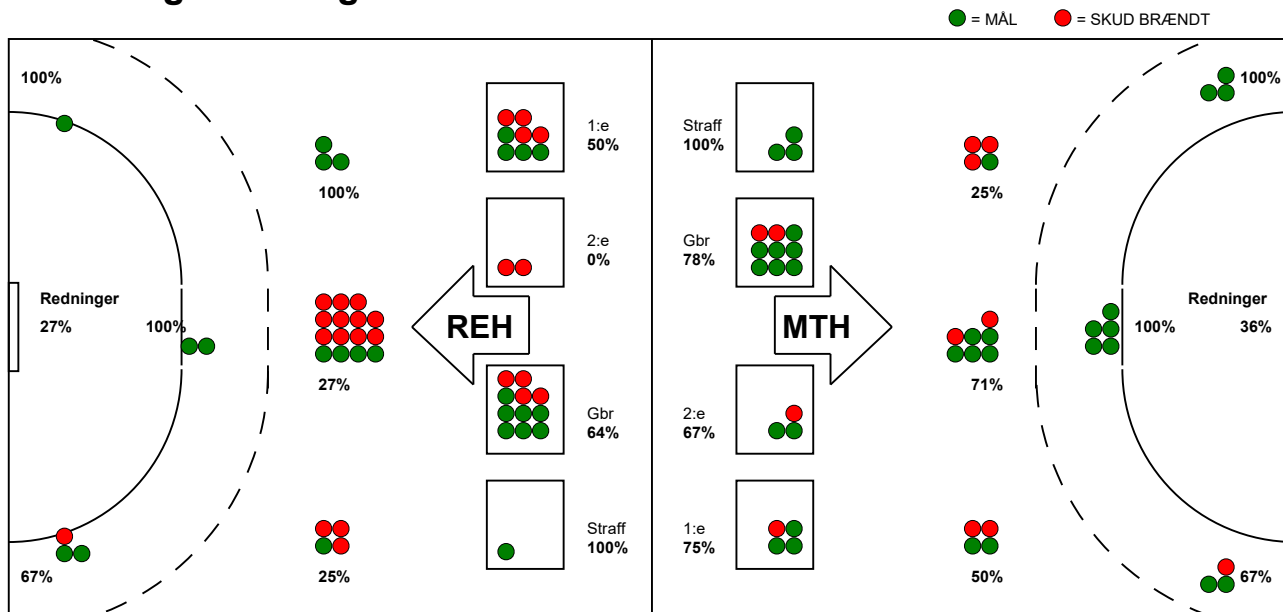 = MÅL
= SKUD BRÆNDT
100%
1:e
50%
Straff
100%
100%
100%
25%
2:e
0%
Gbr
78%
Redninger
27%
100%
REH
MTH
Redninger
100%
36%
27%
71%
Gbr
64%
2:e
67%
Straff
100%
1:e
75%
67%
25%
50%
67%